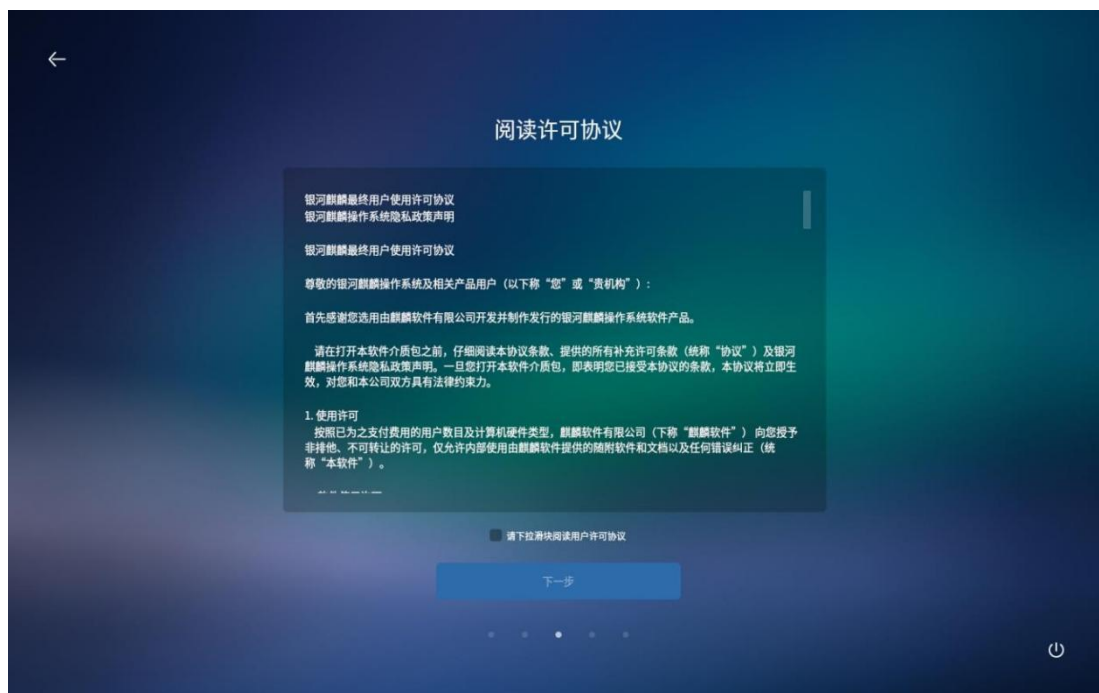 阅读许可协议
银河麒麟最终用户使用许可协议
银河麒麟操作系统隐私政策声明
银河麒麟最终用户使用许可协议
尊敬的银河麒麟操作系统及相关产品用户（以下称“您”或“贵机构”）：
首先感谢您选用由麒麟软件有限公司开发并制作发行的银河麒麟操作系统软件产品。
请在打开本软件介质包之前，仔细阅读本协议条款、提供的所有补充许可条款（统称“协议”）及银河
麒麟操作系统隐私政策声明。一旦您打开本软件介质包，即表明您已接受本协议的条款，本协议将立即生
效，对您和本公司双方具有法律约束力。
1. 使用许可
按照已为之支付费用的用户数目及计算机硬件类型，麒麟软件有限公司（下称“麒麟软件”） 向您授予
非排他、不可转让的许可，仅允许内部使用由麒麟软件提供的随附软件和文档以及任何错误纠正（统
称“本软件”）。
请下拉滑块阅读用户许可协议
下一步